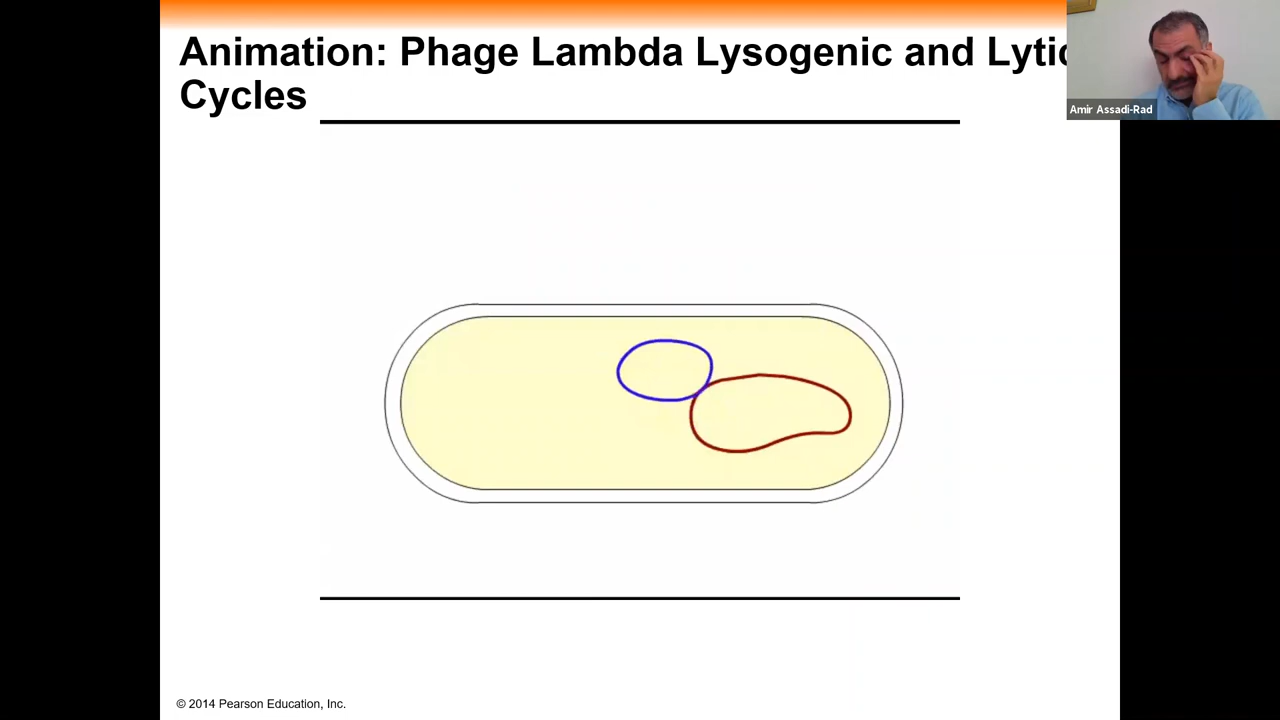 Animation: Phage Lambda Lysogenic and Lytic
Cycles
Amir Assadi-Rad
© 2014 Pearson Education, Inc.